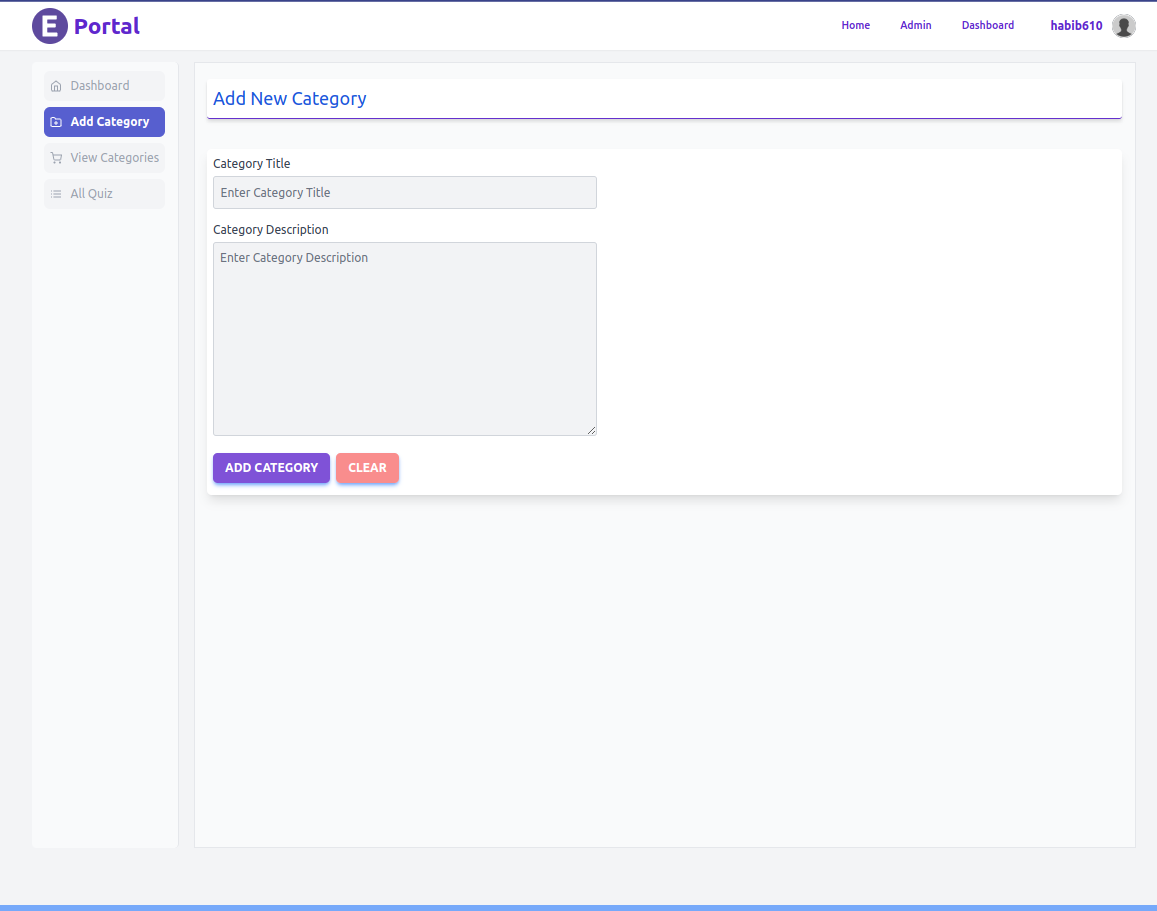 E Portal
Home Admin Dashboard habib610
Dashboard
Add Category
View Categories
All Quiz
Add New Category
Category Title
Enter Category Title
Category Description
Enter Category Description
ADD CATEGORY CLEAR